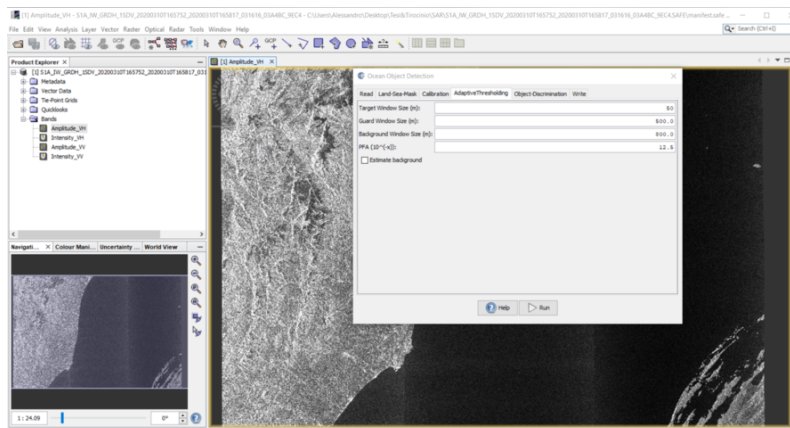 [1] Amplitude_VH - S1A_IW_GRDH_1SDV_20200310T165752_20200310T165817_031616_03A4BC_9EC4 - C:\Users\Alessandro\Desktop\Tesi&Tirocinio\SAR\S1A_IW_GRDH_1SDV_20200310T165752_20200310T165817_031616_03A4BC_9EC4.SAFE\manifest.safe ...
File Edit View Analysis Layer Vector Raster Optical Radar Tools Window Help
Search (Ctrl+I)
Product Explorer
[1] S1A_IW_GRDH_1SDV_20200310T165752_20200310T165817_031
Metadata
Vector Data
Tie-Point Grids
Quicklooks
Bands
Amplitude_VH
Intensity_VH
Amplitude_VV
Intensity_VV
Navigati... Colour Mani... Uncertainty ... World View
1 : 24.09
0°
[1] Amplitude_VH
Ocean Object Detection
Read Land-Sea-Mask Calibration AdaptiveThresholding Object-Discrimination Write
Target Window Size (m): 50
Guard Window Size (m): 500.0
Background Window Size (m): 800.0
PFA (10^(-x)): 12.5
Estimate background
Help Run